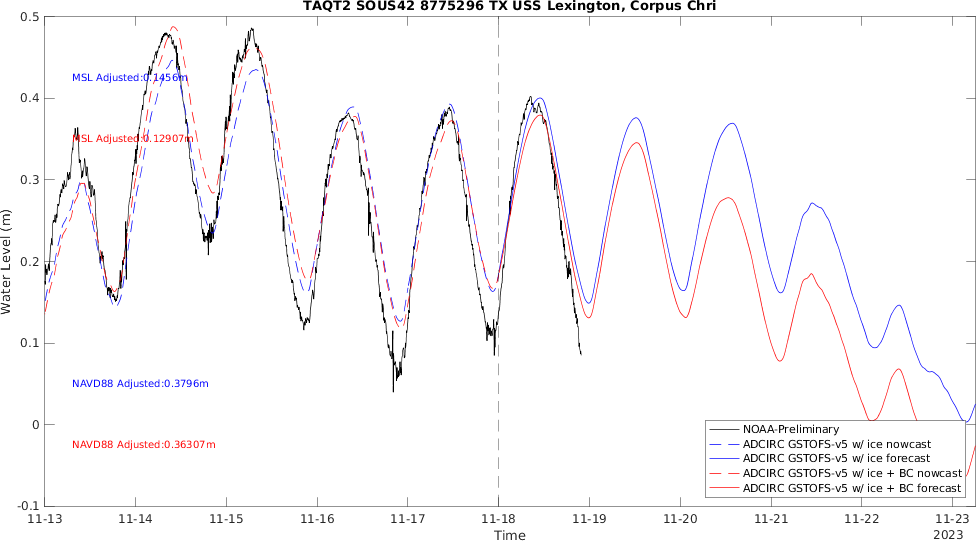 TAQT2 SOUS42 8775296 TX USS Lexington, Corpus Chri
0.5
0.4
0.3
0.2
0.1
0
-0.1
Water Level (m)
MSL Adjusted:0.1456m
MSL Adjusted:0.12907m
NAVD88 Adjusted:0.3796m
NAVD88 Adjusted:0.36307m
NOAA-Preliminary
ADCIRC GSTOFS-v5 w/ ice nowcast
ADCIRC GSTOFS-v5 w/ ice forecast
ADCIRC GSTOFS-v5 w/ ice + BC nowcast
ADCIRC GSTOFS-v5 w/ ice + BC forecast
11-13 11-14 11-15 11-16 11-17 11-18 11-19 11-20 11-21 11-22 11-23
Time
2023